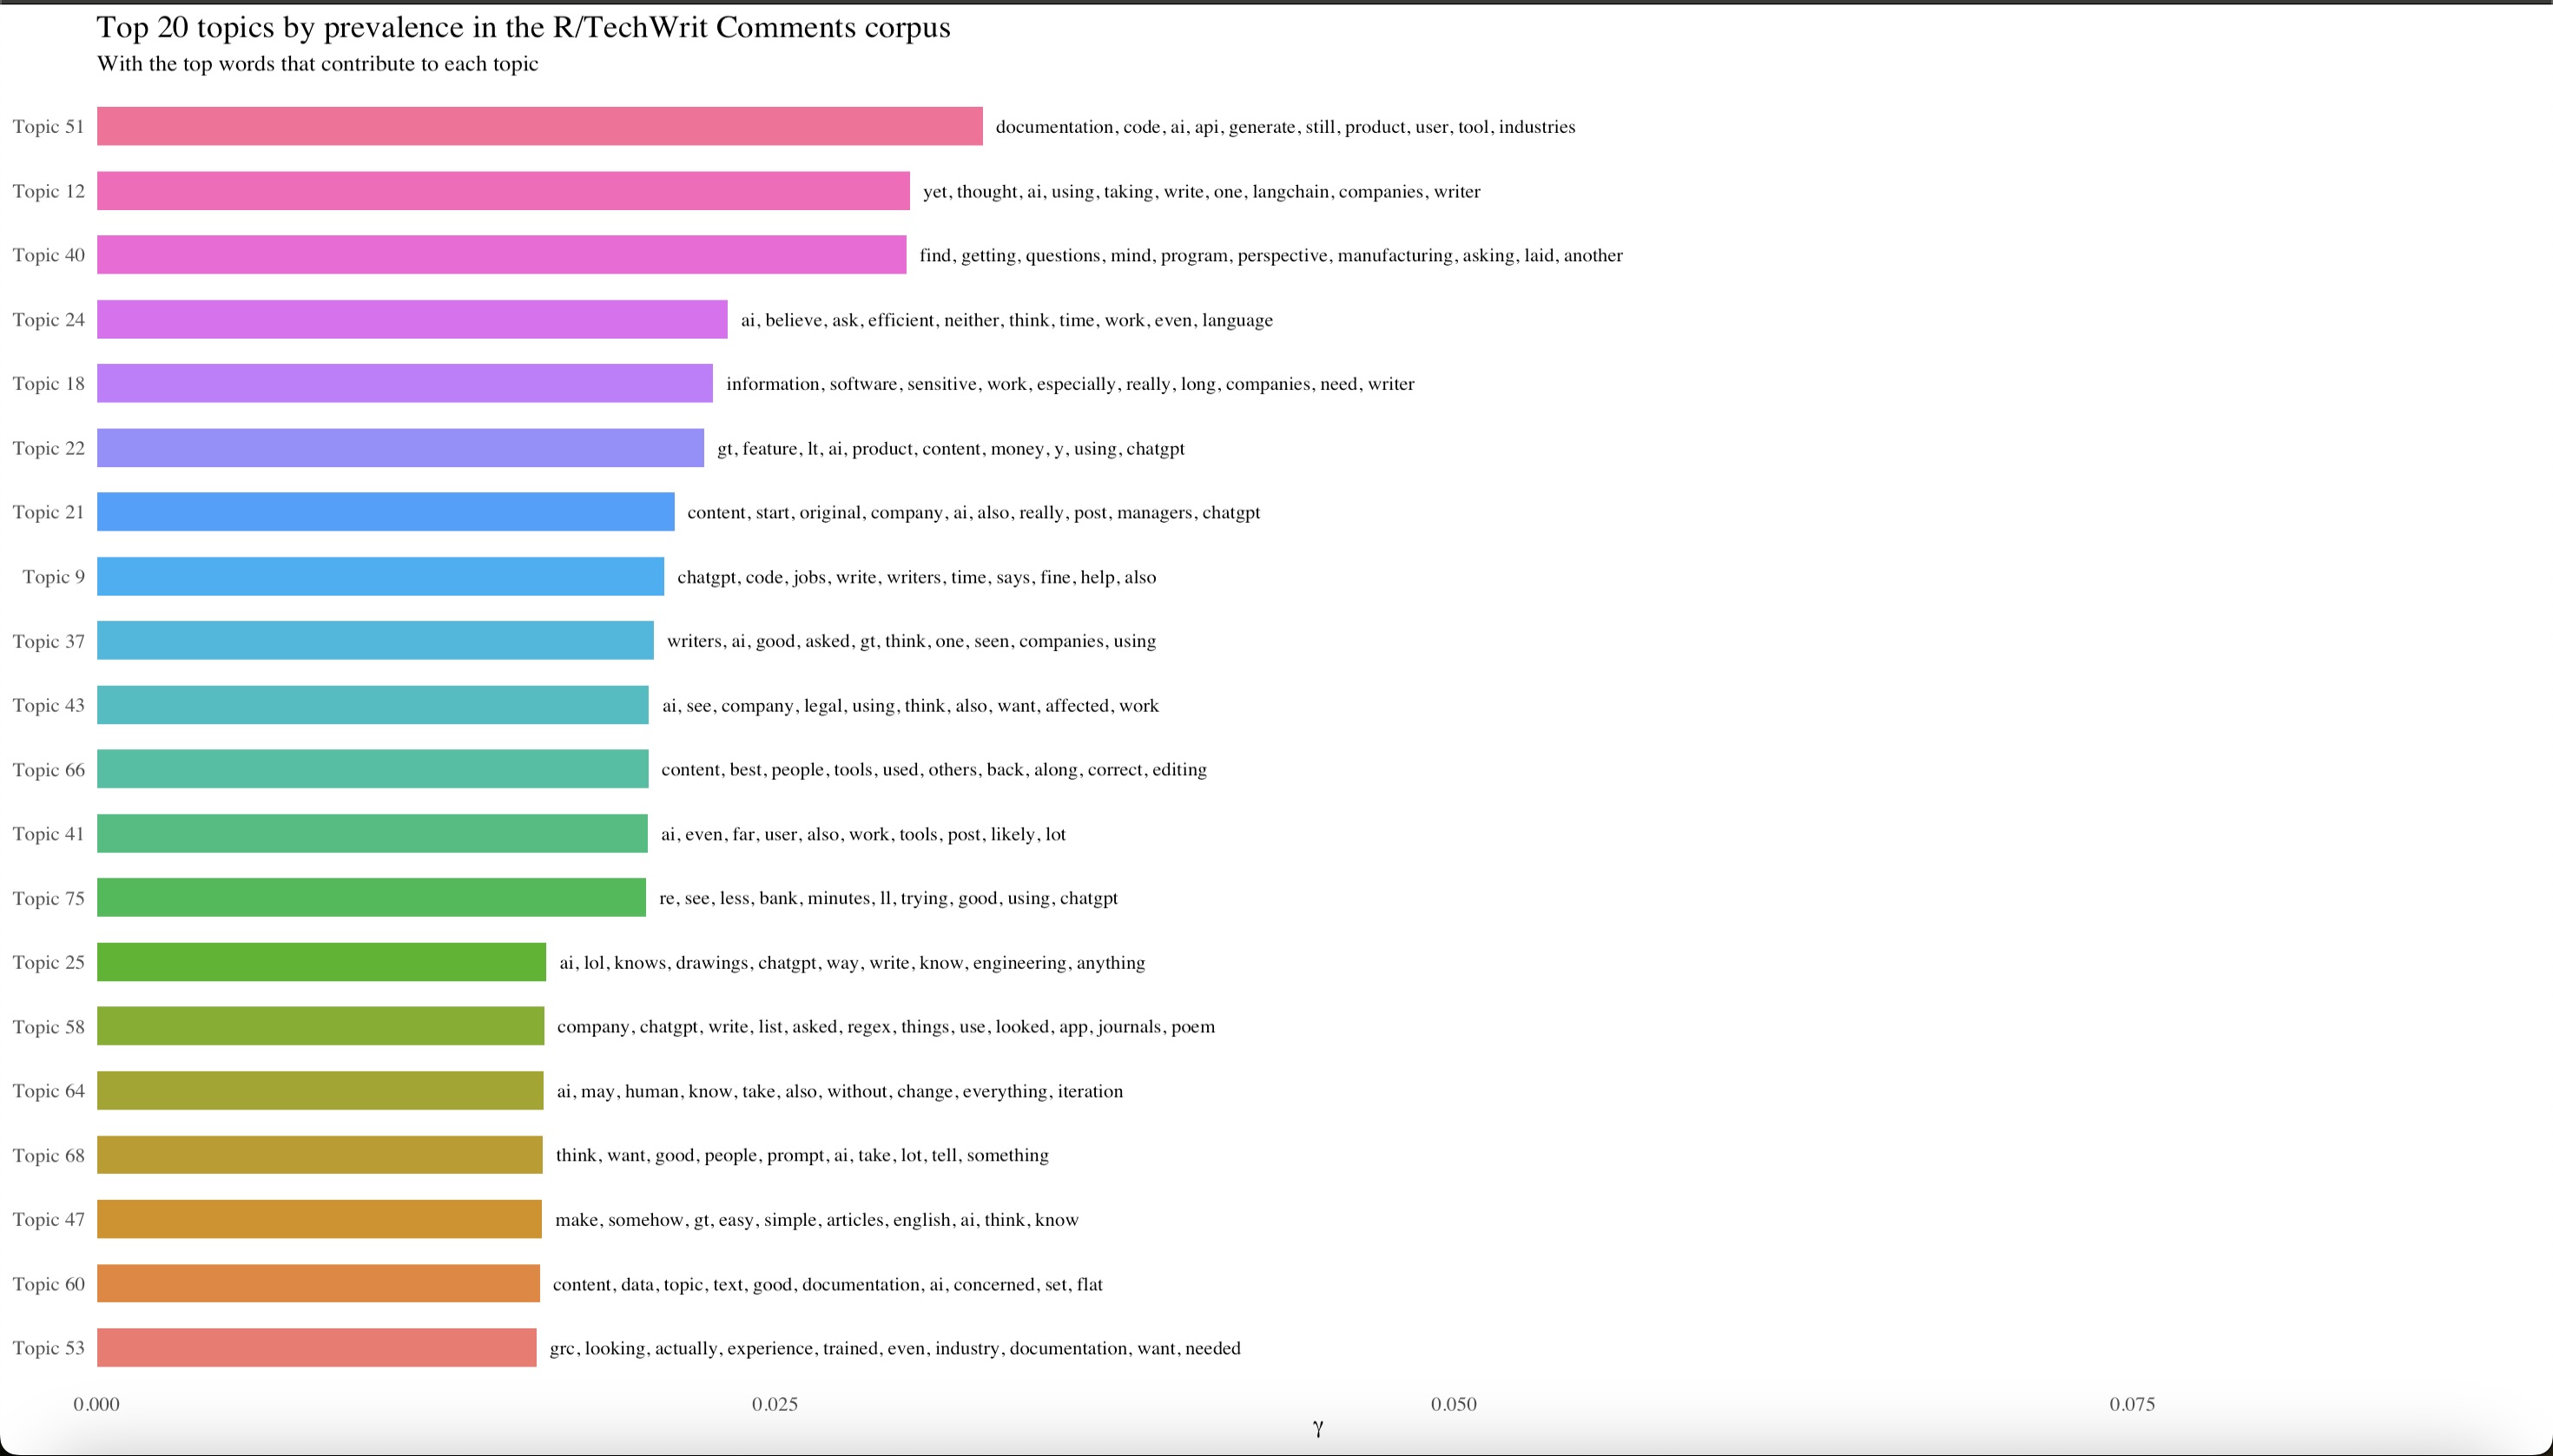 Top 20 topics by prevalence in the R/TechWrit Comments corpus
With the top words that contribute to each topic
Topic 51 documentation, code, ai, api, generate, still, product, user, tool, industries
Topic 12 yet, thought, ai, using, taking, write, one, langchain, companies, writer
Topic 40 find, getting, questions, mind, program, perspective, manufacturing, asking, laid, another
Topic 24 ai, believe, ask, efficient, neither, think, time, work, even, language
Topic 18 information, software, sensitive, work, especially, really, long, companies, need, writer
Topic 22 gt, feature, lt, ai, product, content, money, y, using, chatgpt
Topic 21 content, start, original, company, ai, also, really, post, managers, chatgpt
Topic 9 chatgpt, code, jobs, write, writers, time, says, fine, help, also
Topic 37 writers, ai, good, asked, gt, think, one, seen, companies, using
Topic 43 ai, see, company, legal, using, think, also, want, affected, work
Topic 66 content, best, people, tools, used, others, back, along, correct, editing
Topic 41 ai, even, far, user, also, work, tools, post, likely, lot
Topic 75 re, see, less, bank, minutes, ll, trying, good, using, chatgpt
Topic 25 ai, lol, knows, drawings, chatgpt, way, write, know, engineering, anything
Topic 58 company, chatgpt, write, list, asked, regex, things, use, looked, app, journals, poem
Topic 64 ai, may, human, know, take, also, without, change, everything, iteration
Topic 68 think, want, good, people, prompt, ai, take, lot, tell, something
Topic 47 make, somehow, gt, easy, simple, articles, english, ai, think, know
Topic 60 content, data, topic, text, good, documentation, ai, concerned, set, flat
Topic 53 grc, looking, actually, experience, trained, even, industry, documentation, want, needed
0.000 0.025 0.050 0.075
γ